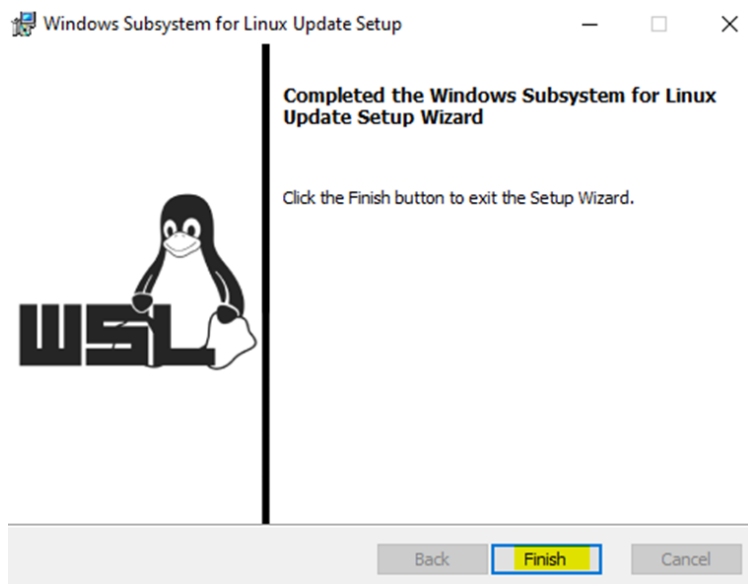 Windows Subsystem for Linux Update Setup
Completed the Windows Subsystem for Linux
Update Setup Wizard
Click the Finish button to exit the Setup Wizard.
WSL
Back
Finish
Cancel